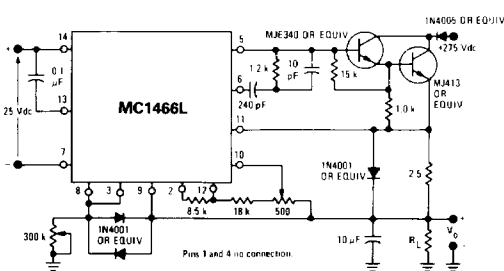 1N4005 OR EQUIV
MJE340 OR EQUIV
+275 Vdc
14
5
+
0.1
µF
1.2 k
10
pF
15 k
MJ413
OR
EQUIV
6
240 pF
1.0 k
25 Vdc
13
MC1466L
11
7
10
1N4001
OR EQUIV
-
8
3
9
2
12
2.5
8.5 k
18 k
500
+
300 k
1N4001
OR EQUIV
10 µF
RL
Vo
-
Pins 1 and 4 no connection.